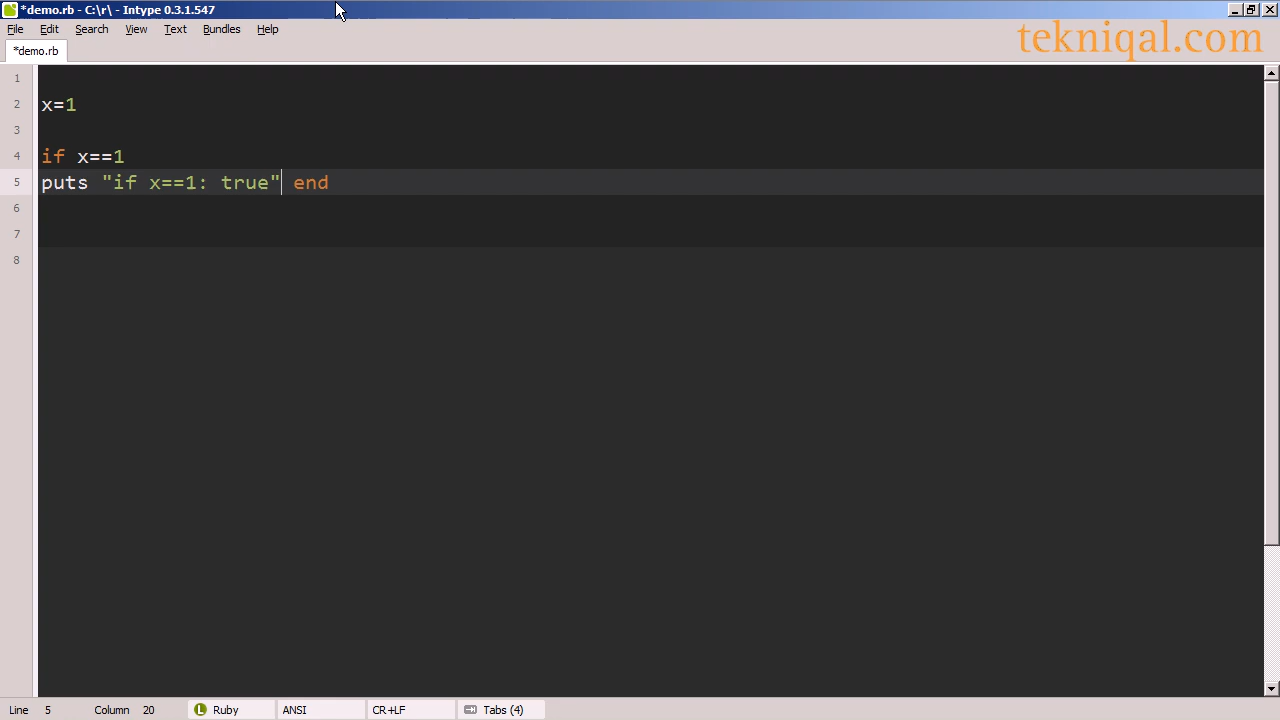 *demo.rb - C:\r\ - Intype 0.3.1.547
File Edit Search View Text Bundles Help
tekniqal.com
*demo.rb
1
2 x=1
3
4 if x==1
5 puts "if x==1: true" end
6
7
8
Line 5 Column 20 L Ruby ANSI CR+LF Tabs (4)